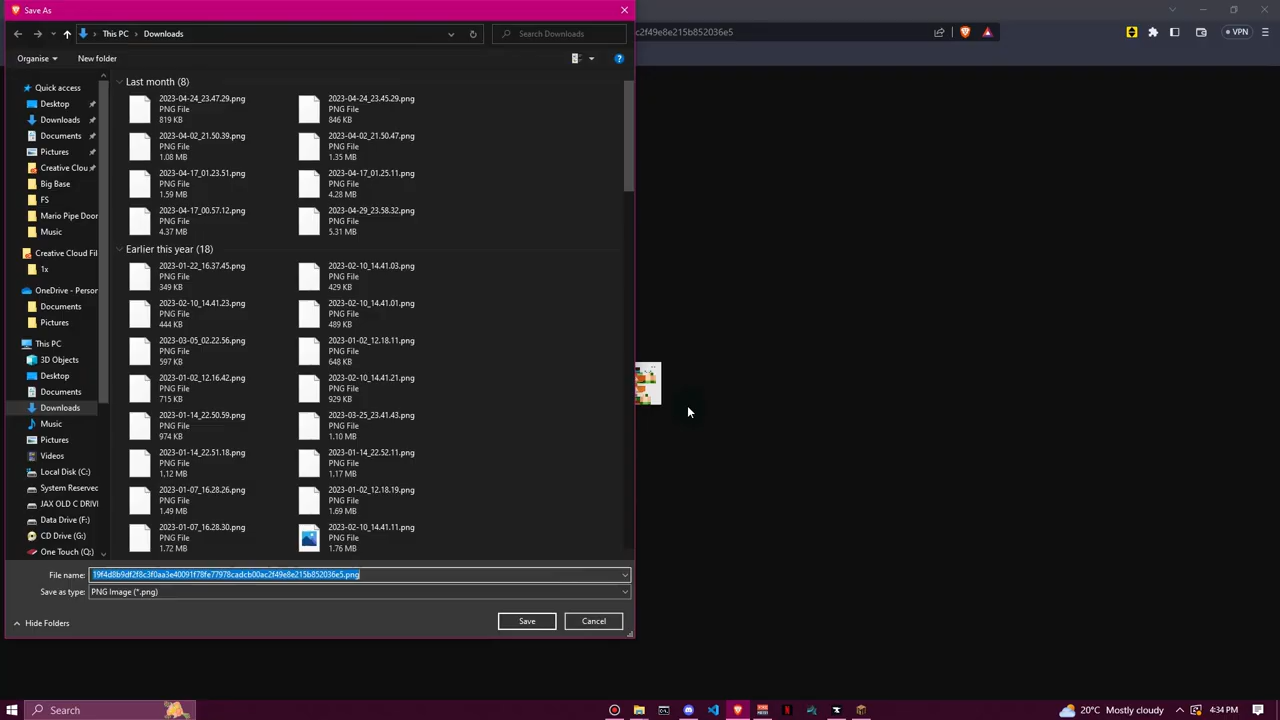 Save As
c2f49e8e215b852036e5
VPN
This PC
Downloads
Search Downloads
Organise
New folder
Quick access
Desktop
Downloads
Documents
Pictures
Creative Clou
Big Base
FS
Mario Pipe Door
Music
Creative Cloud Fil
1x
OneDrive - Person
Documents
Pictures
This PC
3D Objects
Desktop
Documents
Downloads
Music
Pictures
Videos
Local Disk (C:)
System Reserved
JAX OLD C DRIV
Data Drive (F:)
CD Drive (G:)
One Touch (Q:)
Last month (8)
2023-04-24_23.47.29.png
PNG File
819 KB
2023-04-24_23.45.29.png
PNG File
846 KB
2023-04-02_21.50.39.png
PNG File
1.08 MB
2023-04-02_21.50.47.png
PNG File
1.35 MB
2023-04-17_01.23.51.png
PNG File
1.59 MB
2023-04-17_01.25.11.png
PNG File
4.28 MB
2023-04-17_00.57.12.png
PNG File
4.37 MB
2023-04-29_23.58.32.png
PNG File
5.31 MB
Earlier this year (18)
2023-01-22_16.37.45.png
PNG File
349 KB
2023-02-10_14.41.03.png
PNG File
429 KB
2023-02-10_14.41.23.png
PNG File
444 KB
2023-02-10_14.41.01.png
PNG File
489 KB
2023-03-05_02.22.56.png
PNG File
597 KB
2023-01-02_12.18.11.png
PNG File
648 KB
2023-01-02_12.16.42.png
PNG File
715 KB
2023-02-10_14.41.21.png
PNG File
929 KB
2023-01-14_22.50.59.png
PNG File
974 KB
2023-03-25_23.41.43.png
PNG File
1.10 MB
2023-01-14_22.51.18.png
PNG File
1.12 MB
2023-01-14_22.52.11.png
PNG File
1.17 MB
2023-01-07_16.28.26.png
PNG File
1.49 MB
2023-01-02_12.18.19.png
PNG File
1.69 MB
2023-01-07_16.28.30.png
PNG File
1.72 MB
2023-02-10_14.41.11.png
PNG File
1.76 MB
File name:
19f4d8b9df2f8c3f0aa3e40091f78fe77978cadcb00ac2f49e8e215b852036e5.png
Save as type:
PNG Image (*.png)
Hide Folders
Save
Cancel
Search
20°C Mostly cloudy
4:34 PM